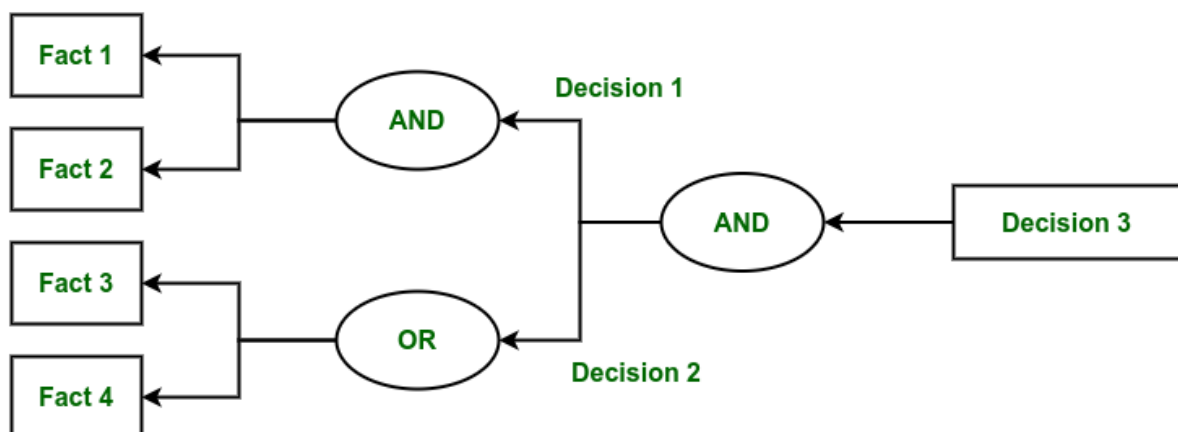 Fact 1
Fact 2
Fact 3
Fact 4
AND
OR
Decision 1
Decision 2
AND
Decision 3